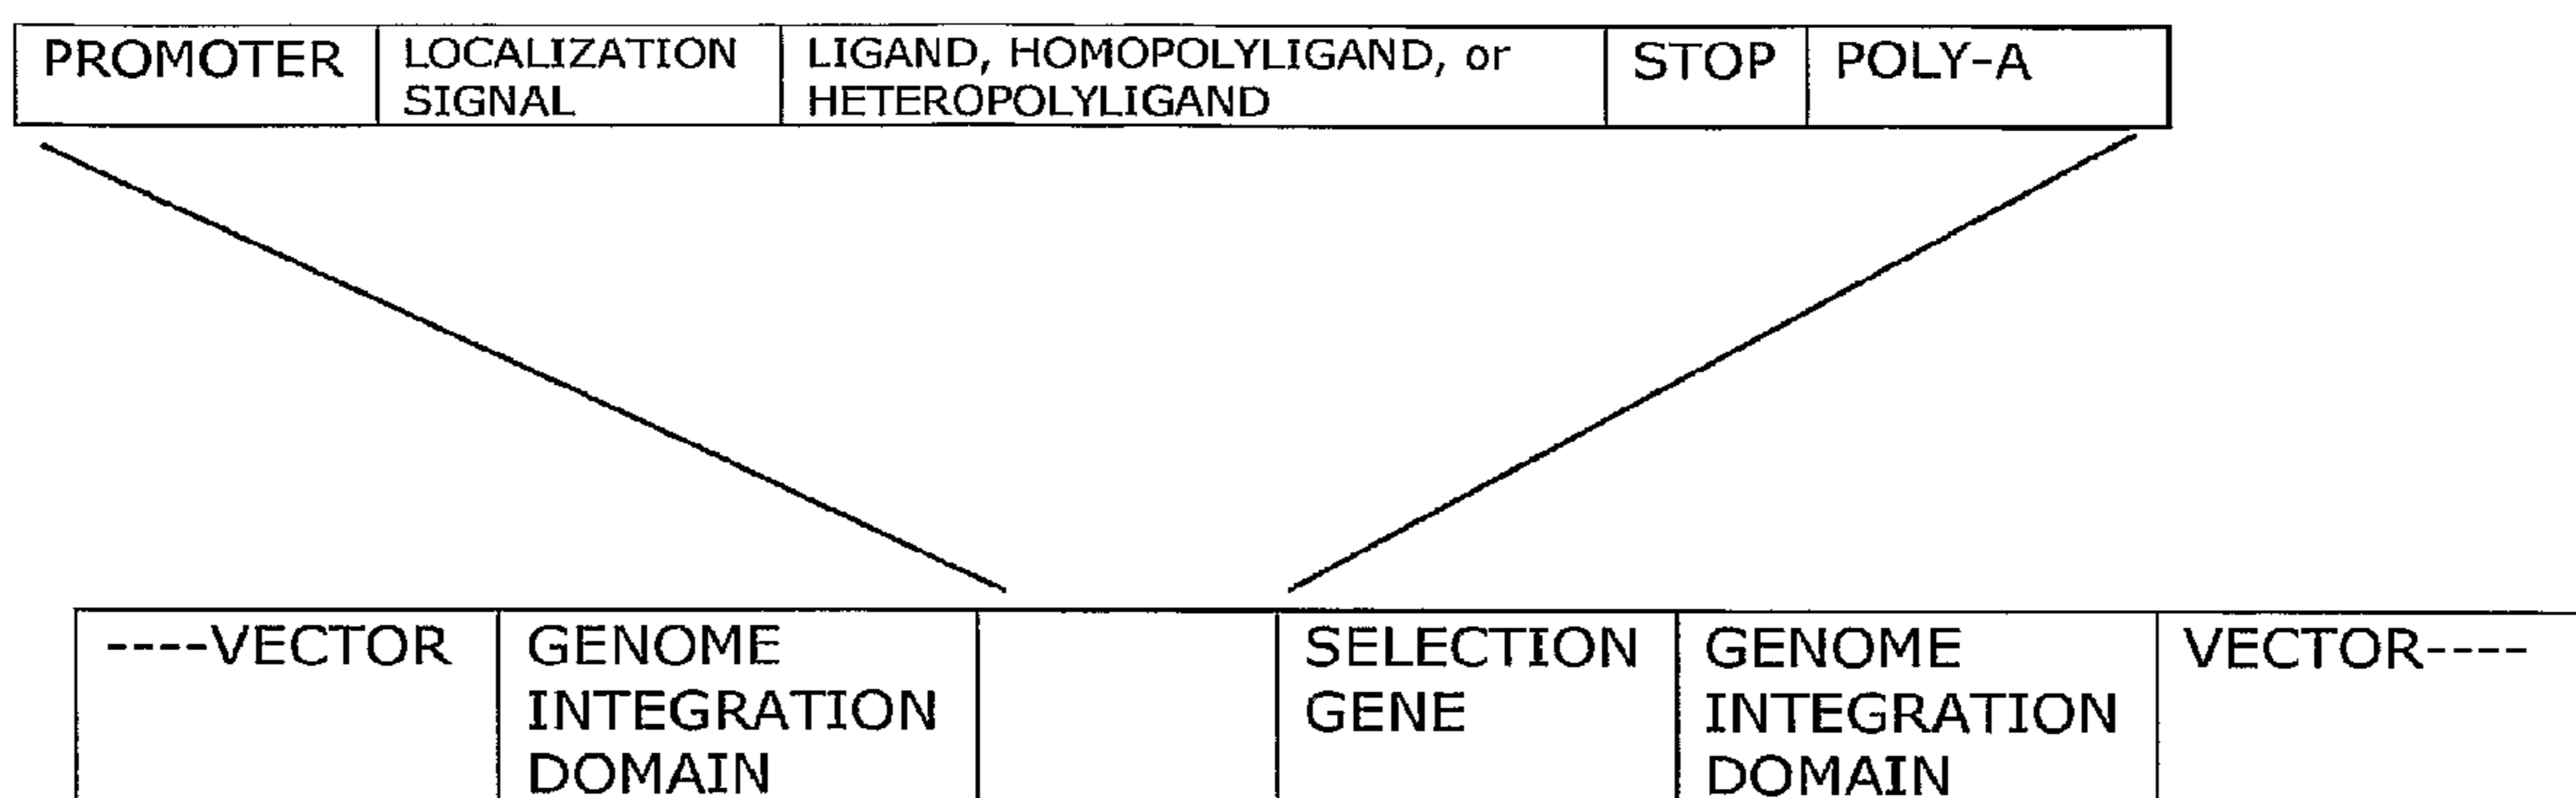 PROMOTER
LOCALIZATION
SIGNAL
LIGAND, HOMOPOLYLIGAND, or
HETEROPOLYLIGAND
STOP
POLY-A
----VECTOR
GENOME
INTEGRATION
DOMAIN
SELECTION
GENE
GENOME
INTEGRATION
DOMAIN
VECTOR----